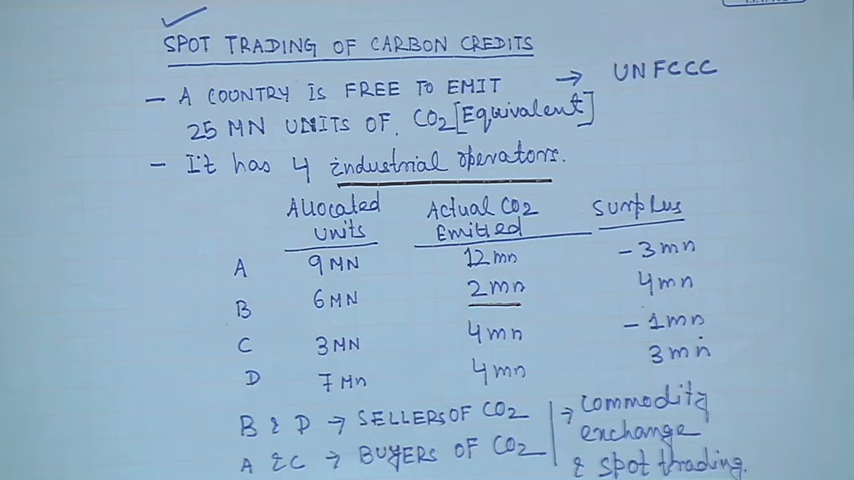 SPOT TRADING OF CARBON CREDITS
- A COUNTRY IS FREE TO EMIT → UNFCCC
25 MN UNITS OF. CO2 [Equivalent]
- It has 4 industrial operators.
Allocated Units Actual CO2 Emitted Surplus
A 9 MN 12 mn - 3 mn
B 6 MN 2 mn 4 mn
C 3 MN 4 mn - 1 mn
D 7 Mn 4 mn 3 mn
B & D → SELLERS OF CO2 → commodity
exchange
A & C → BUYERS OF CO2
& spot trading.